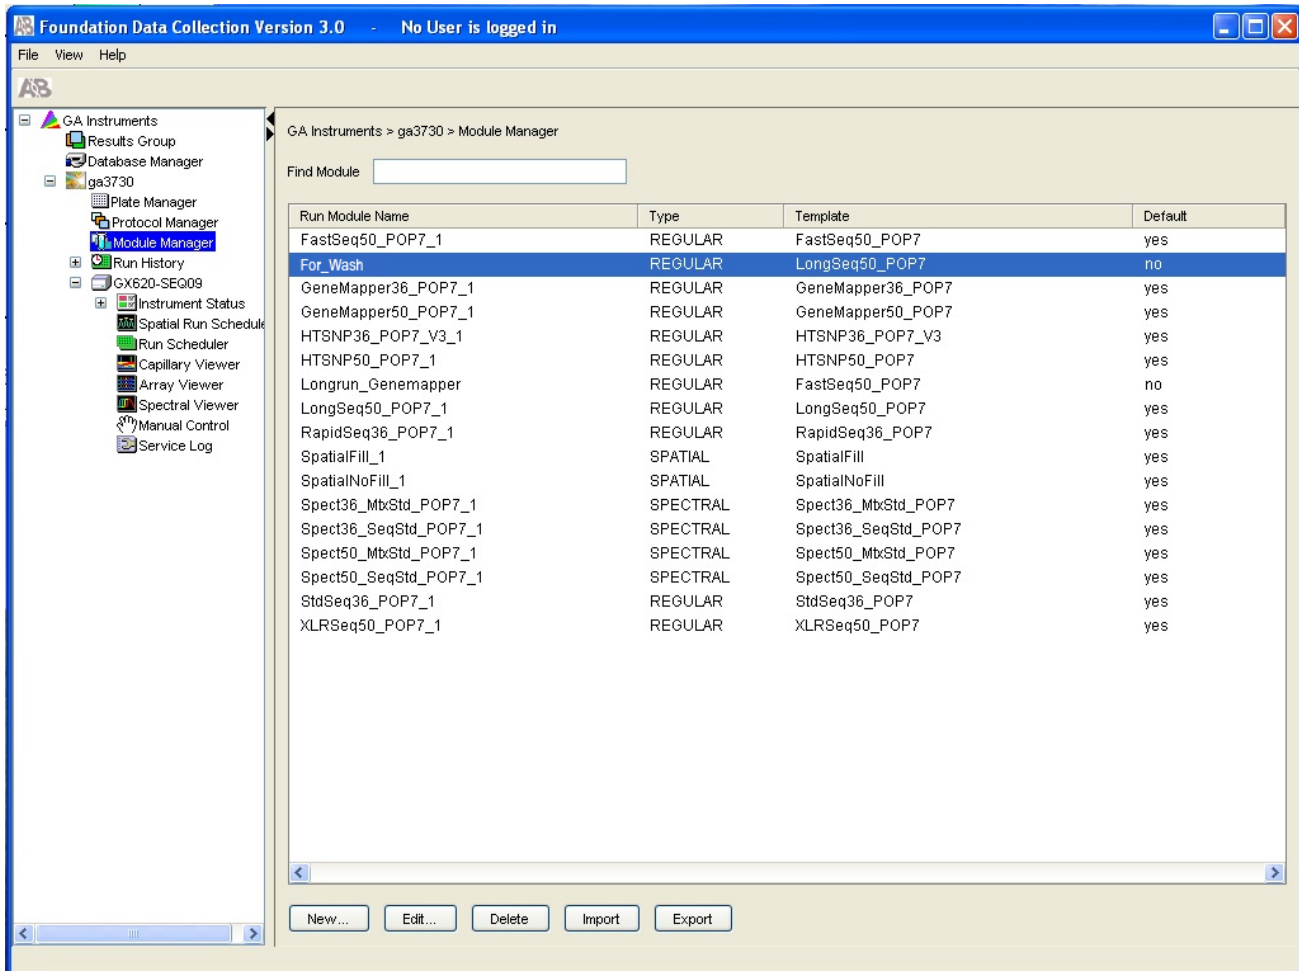 Foundation Data Collection Version 3.0 - No User is logged in
File View Help
GA Instruments
Results Group
Database Manager
ga3730
Plate Manager
Protocol Manager
Module Manager
Run History
GX620-SEQ09
Instrument Status
Spatial Run Schedule
Run Scheduler
Capillary Viewer
Array Viewer
Spectral Viewer
Manual Control
Service Log
GA Instruments > ga3730 > Module Manager
Find Module
Run Module Name Type Template Default
FastSeq50_POP7_1 REGULAR FastSeq50_POP7 yes
For_Wash REGULAR LongSeq50_POP7 no
GeneMapper36_POP7_1 REGULAR GeneMapper36_POP7 yes
GeneMapper50_POP7_1 REGULAR GeneMapper50_POP7 yes
HTSNP36_POP7_V3_1 REGULAR HTSNP36_POP7_V3 yes
HTSNP50_POP7_1 REGULAR HTSNP50_POP7 yes
Longrun_Genemapper REGULAR FastSeq50_POP7 no
LongSeq50_POP7_1 REGULAR LongSeq50_POP7 yes
RapidSeq36_POP7_1 REGULAR RapidSeq36_POP7 yes
SpatialFill_1 SPATIAL SpatialFill yes
SpatialNoFill_1 SPATIAL SpatialNoFill yes
Spect36_MtxStd_POP7_1 SPECTRAL Spect36_MtxStd_POP7 yes
Spect36_SeqStd_POP7_1 SPECTRAL Spect36_SeqStd_POP7 yes
Spect50_MtxStd_POP7_1 SPECTRAL Spect50_MtxStd_POP7 yes
Spect50_SeqStd_POP7_1 SPECTRAL Spect50_SeqStd_POP7 yes
StdSeq36_POP7_1 REGULAR StdSeq36_POP7 yes
XLRSeq50_POP7_1 REGULAR XLRSeq50_POP7 yes
New... Edit... Delete Import Export